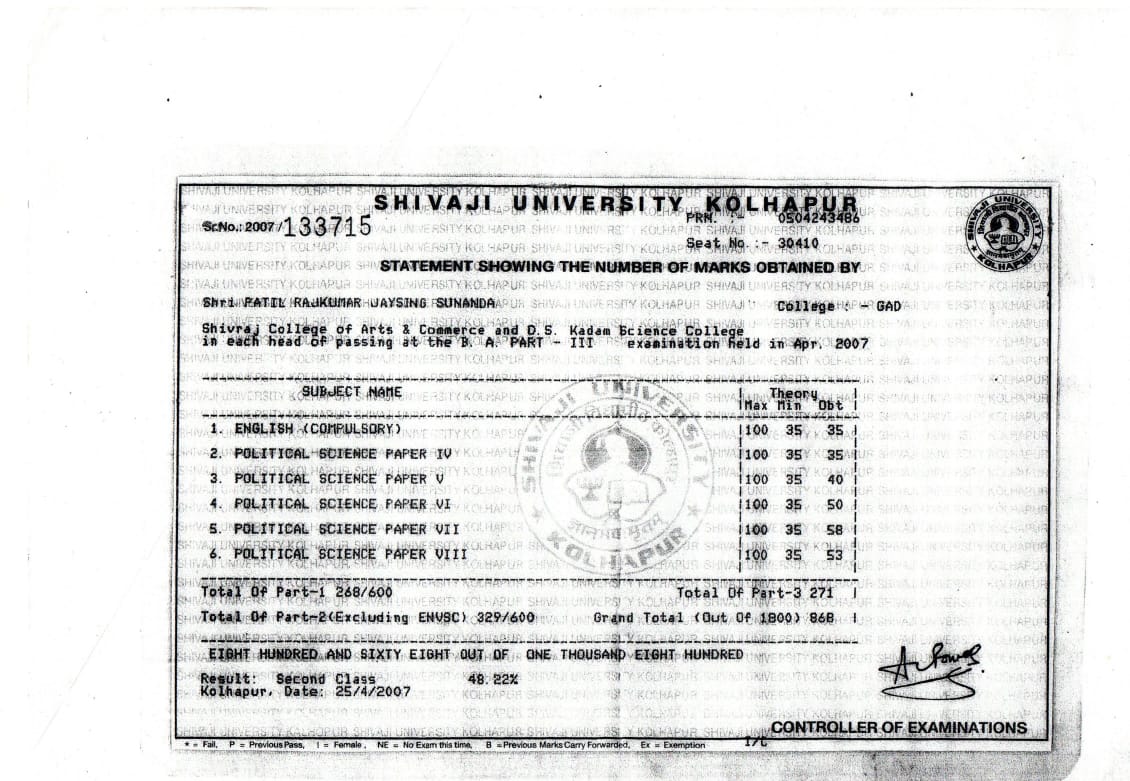 SHIVAJI UNIVERSITY KOLHAPUR
Sr.No.: 2007 / 133715
PRN. :- 0504243486
Seat No. :- 30410
STATEMENT SHOWING THE NUMBER OF MARKS OBTAINED BY
Shri PATIL RAJKUMAR JAYSING SUNANDA College :- GAD
Shivraj College of Arts & Commerce and D.S. Kadam Science College
in each head of passing at the B. A. PART - III examination held in Apr. 2007
SUBJECT NAME Theory
Max Min Obt
1. ENGLISH (COMPULSORY) 100 35 35
2. POLITICAL SCIENCE PAPER IV 100 35 35
3. POLITICAL SCIENCE PAPER V 100 35 40
4. POLITICAL SCIENCE PAPER VI 100 35 50
5. POLITICAL SCIENCE PAPER VII 100 35 58
6. POLITICAL SCIENCE PAPER VIII 100 35 53
Total Of Part-1 268/600 Total Of Part-3 271
Total Of Part-2(Excluding ENVSC) 329/600 Grand Total (Out Of 1800) 868
EIGHT HUNDRED AND SIXTY EIGHT OUT OF ONE THOUSAND EIGHT HUNDRED
Result: Second Class 48.22%
Kolhapur. Date: 25/4/2007
I/C CONTROLLER OF EXAMINATIONS
* = Fail, P = Previous Pass, I = Female, NE = No Exam this time, B = Previous Marks Carry Forwarded, Ex = Exemption
SHIVAJI UNIVERSITY
KOLHAPUR